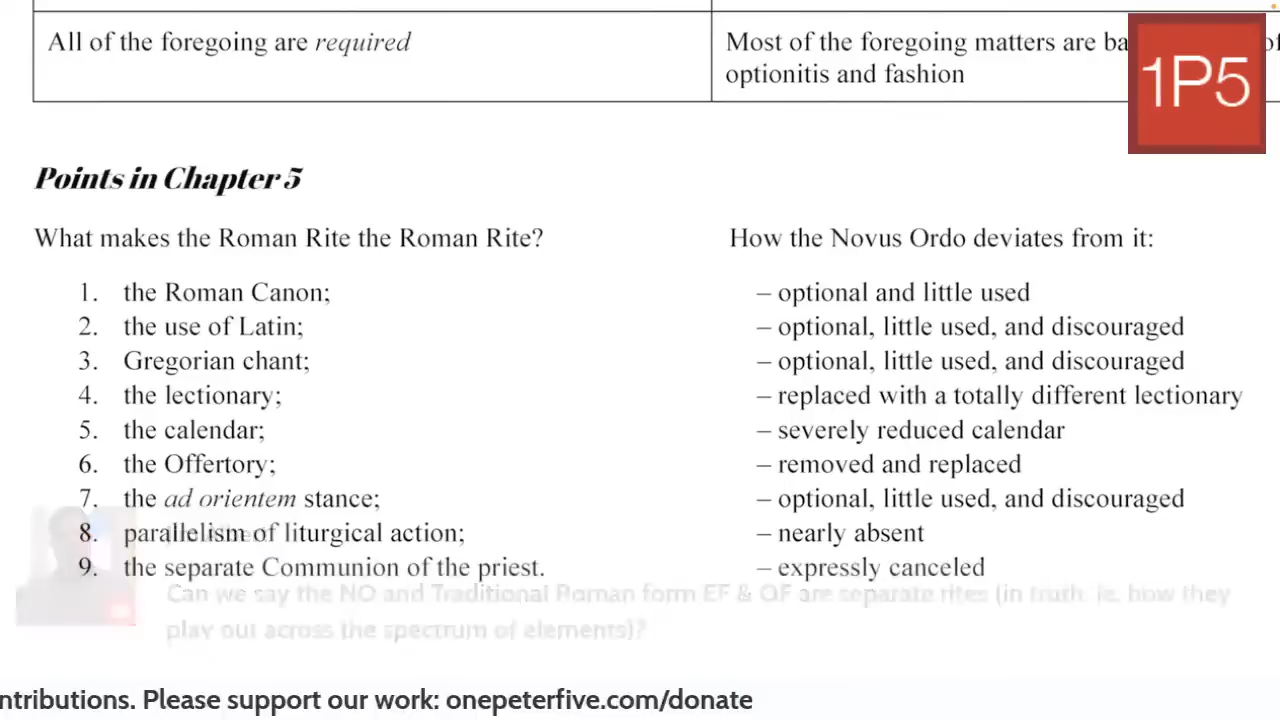 All of the foregoing are required
Most of the foregoing matters are
optionitis and fashion
1P5
Points in Chapter 5
What makes the Roman Rite the Roman Rite?
How the Novus Ordo deviates from it:
1. the Roman Canon;
– optional and little used
2. the use of Latin;
– optional, little used, and discouraged
3. Gregorian chant;
– optional, little used, and discouraged
4. the lectionary;
– replaced with a totally different lectionary
5. the calendar;
– severely reduced calendar
6. the Offertory;
– removed and replaced
7. the ad orientem stance;
– optional, little used, and discouraged
8. parallelism of liturgical action;
– nearly absent
9. the separate Communion of the priest.
– expressly canceled
Can we say the NO and Traditional Roman form EF & OF are separate rites (in truth. ie. how they
play out across the spectrum of elements)?
ntributions. Please support our work: onepeterfive.com/donate